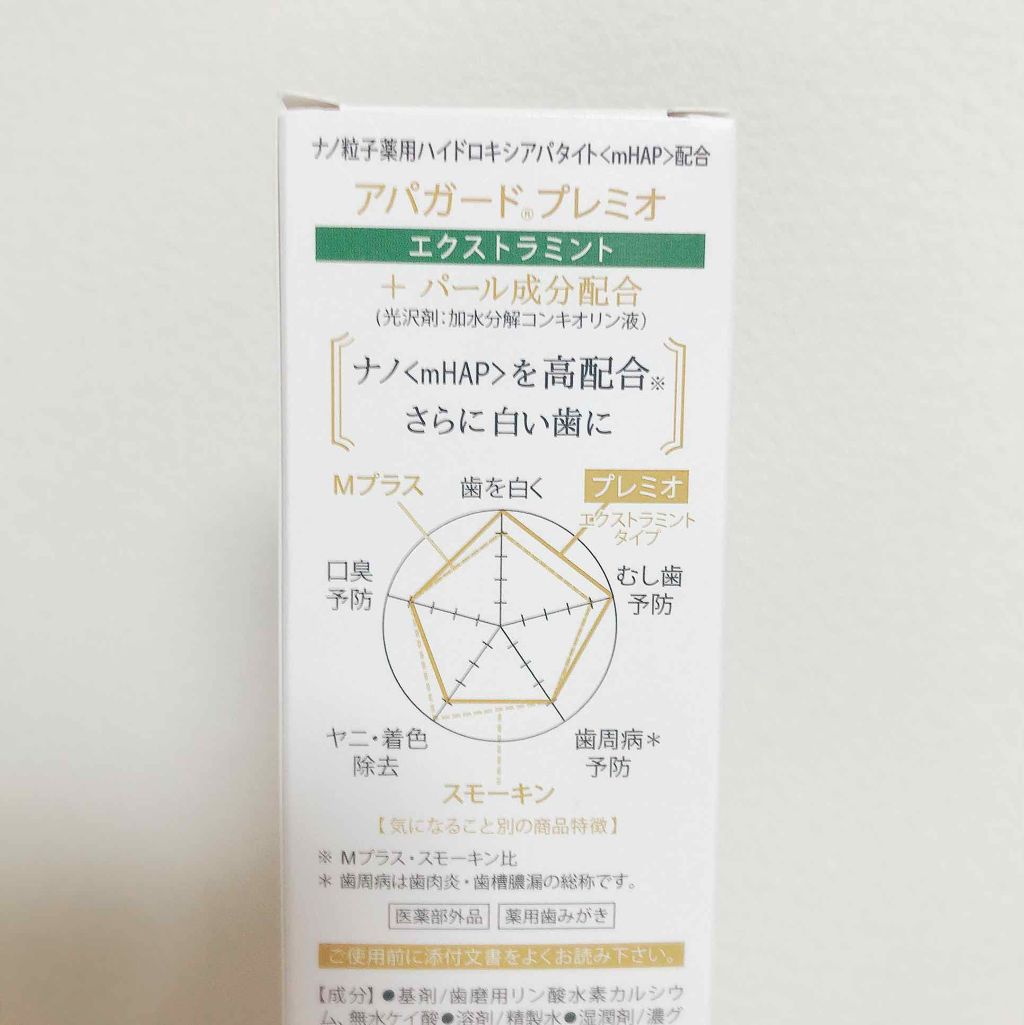 ナノ粒子薬用ハイドロキシアパタイト<mHAP>配合
アパガード®プレミオ
エクストラミント
+ パール成分配合
(光沢剤:加水分解コンキオリン液)
ナノ<mHAP>を高配合※
さらに白い歯に
Mプラス
歯を白く
プレミオ
エクストラミント
タイプ
口臭
予防
むし歯
予防
ヤニ・着色
除去
歯周病*
予防
スモーキン
【気になること別の商品特徴】
※ Mプラス・スモーキン比
* 歯周病は歯肉炎・歯槽膿漏の総称です。
医薬部外品 薬用歯みがき
ご使用前に添付文書をよくお読み下さい。
【成分】●基剤/歯磨用リン酸水素カルシウ
ム、無水ケイ酸●溶剤/精製水●湿潤剤/濃グ